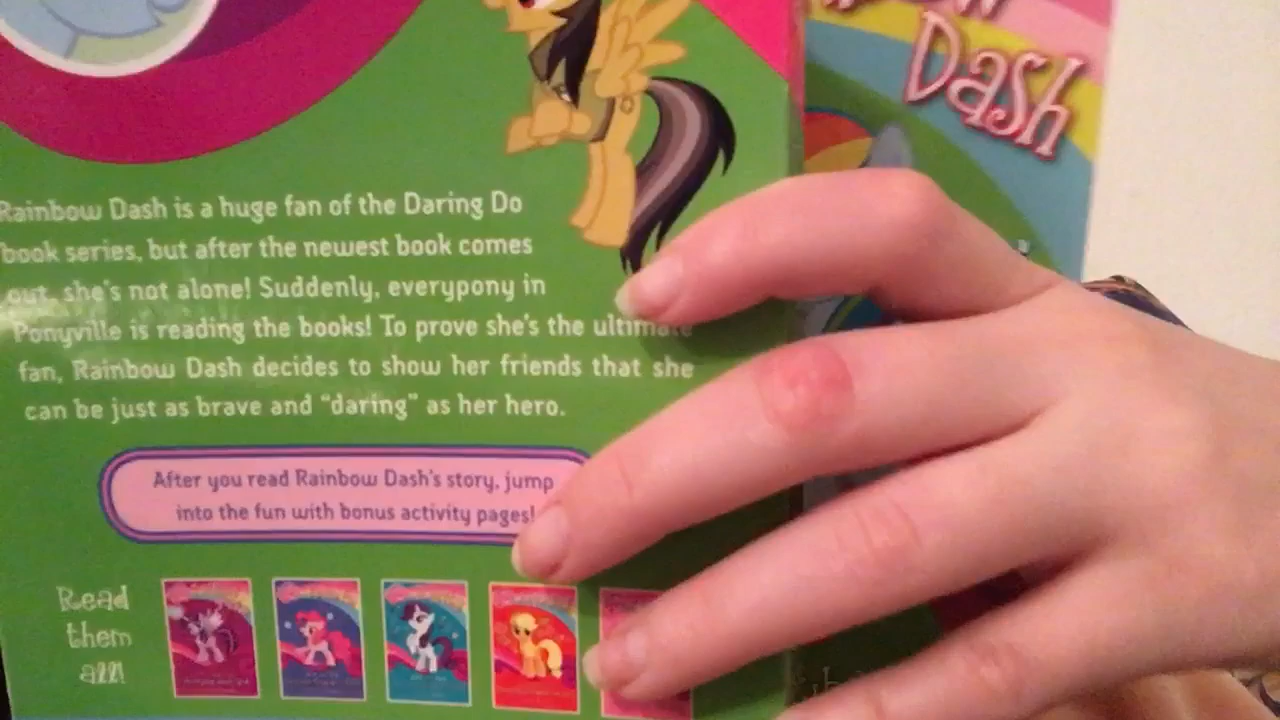 Dash
Rainbow Dash is a huge fan of the Daring Do
book series, but after the newest book comes
out, she's not alone! Suddenly, everypony in
Ponyville is reading the books! To prove she's the ultimate
fan, Rainbow Dash decides to show her friends that she
can be just as brave and "daring" as her hero.
After you read Rainbow Dash's story, jump
into the fun with bonus activity pages!
Read
them
all!